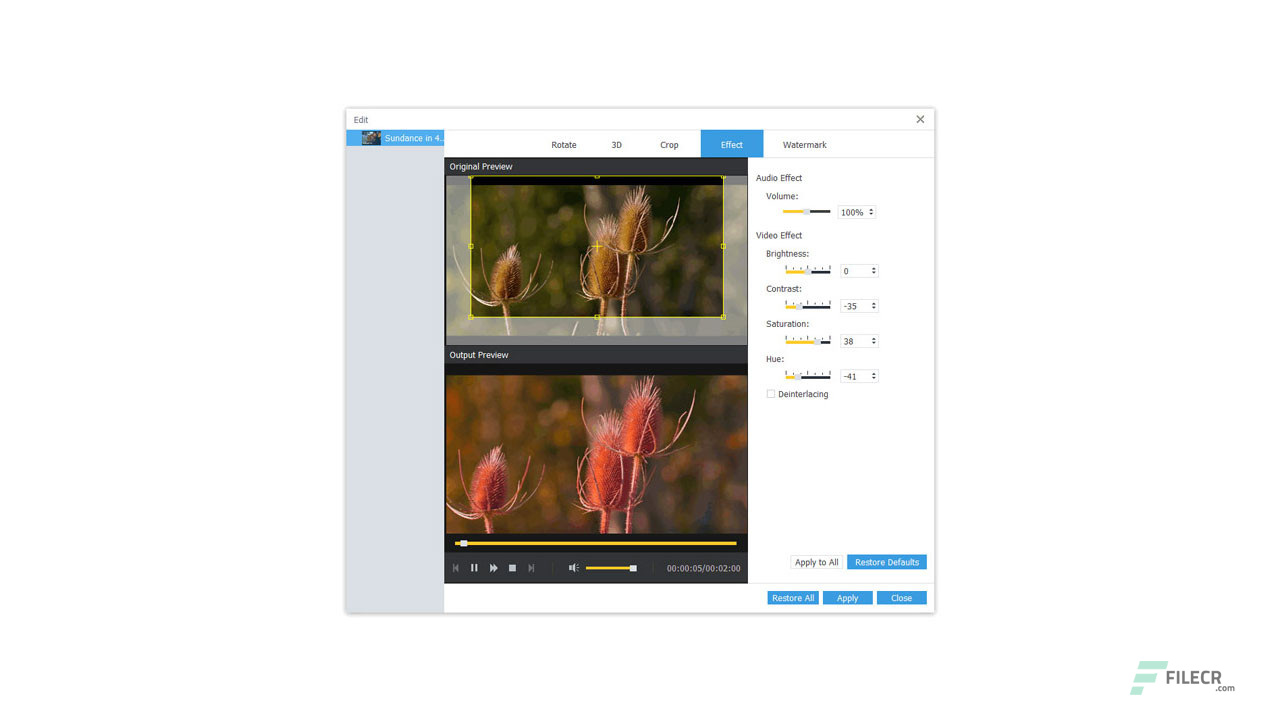 Edit
Sundance in 4..
Rotate 3D Crop Effect Watermark
Original Preview
Output Preview
00:00:05/00:02:00
Audio Effect
Volume:
100%
Video Effect
Brightness:
0
Contrast:
-35
Saturation:
38
Hue:
-41
Deinterlacing
Apply to All Restore Defaults
Restore All Apply Close
FILECR
.com